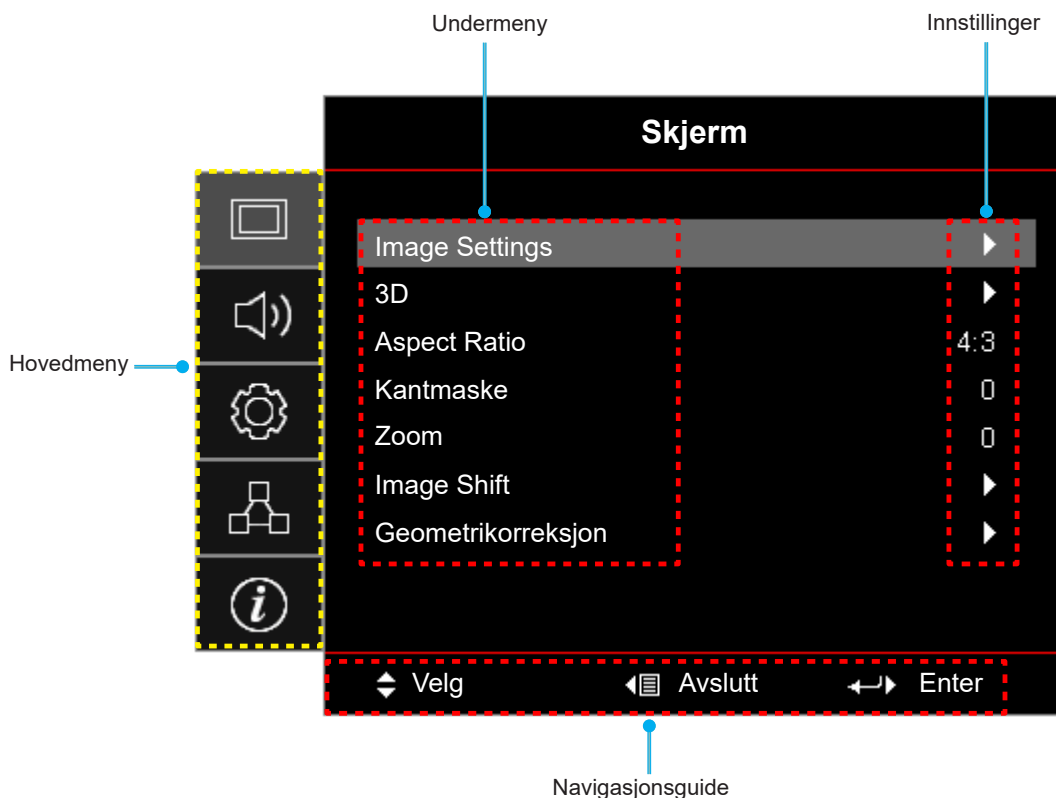 Undermeny
Innstillinger
Skjerm
Image Settings
3D
Aspect Ratio 4:3
Hovedmeny
Kantmaske 0
Zoom 0
Image Shift
Geometrikorreksjon
i
Velg Avslutt Enter
Navigasjonsguide